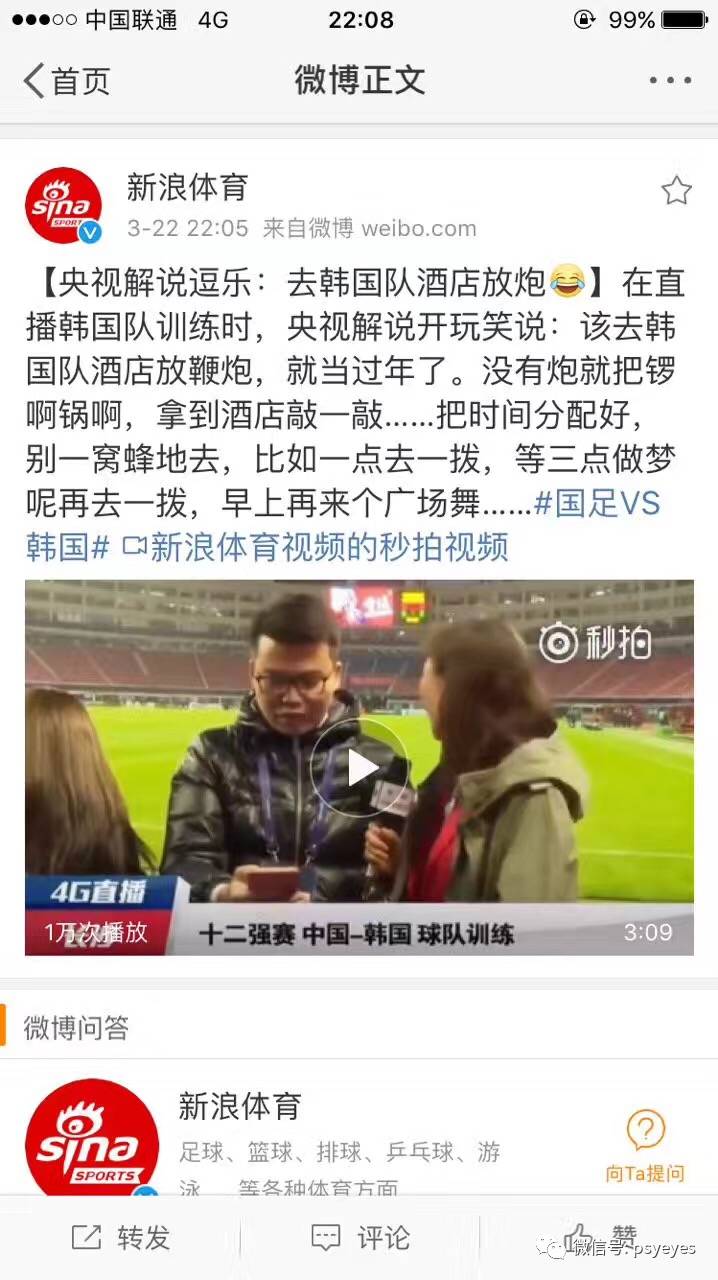 中国联通 4G 22:08 99%
首页 微博正文
新浪体育
3-22 22:05 来自微博 weibo.com
【央视解说逗乐：去韩国队酒店放炮😂】在直
播韩国队训练时，央视解说开玩笑说：该去韩
国队酒店放鞭炮，就当过年了。没有炮就把锣
啊锅啊，拿到酒店敲一敲……把时间分配好，
别一窝蜂地去，比如一点去一拨，等三点做梦
呢再去一拨，早上再来个广场舞……#国足VS
韩国# 新浪体育视频的秒拍视频
秒拍
4G直播
1万次播放
十二强赛 中国-韩国 球队训练
3:09
微博问答
sina SPORTS
新浪体育
足球、篮球、排球、乒乓球、游
泳……等各种体育方面
向Ta提问
转发 评论 赞
微信号: psyeyes